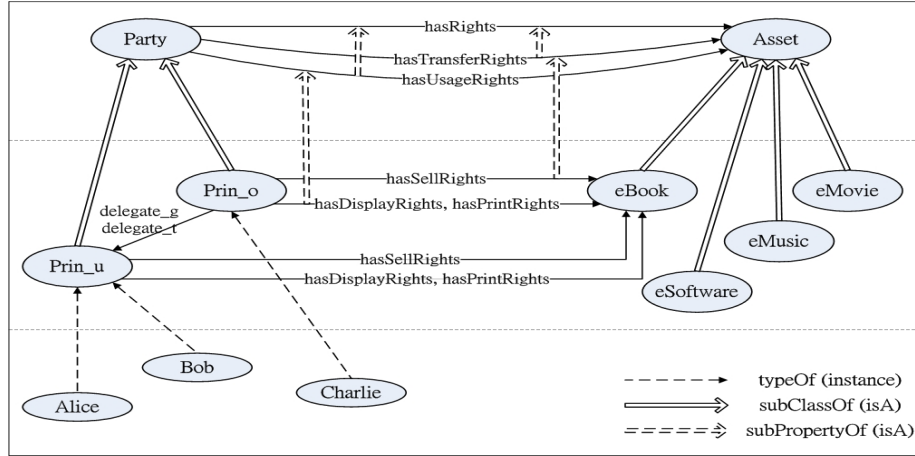 hasRights
Party
Asset
hasTransferRights
hasUsageRights
Prin_o
hasSellRights
eBook
eMovie
hasDisplayRights, hasPrintRights
delegate_g
delegate_t
eMusic
Prin_u
hasSellRights
hasDisplayRights, hasPrintRights
eSoftware
Bob
Alice
Charlie
typeOf (instance)
subClassOf (isA)
subPropertyOf (isA)